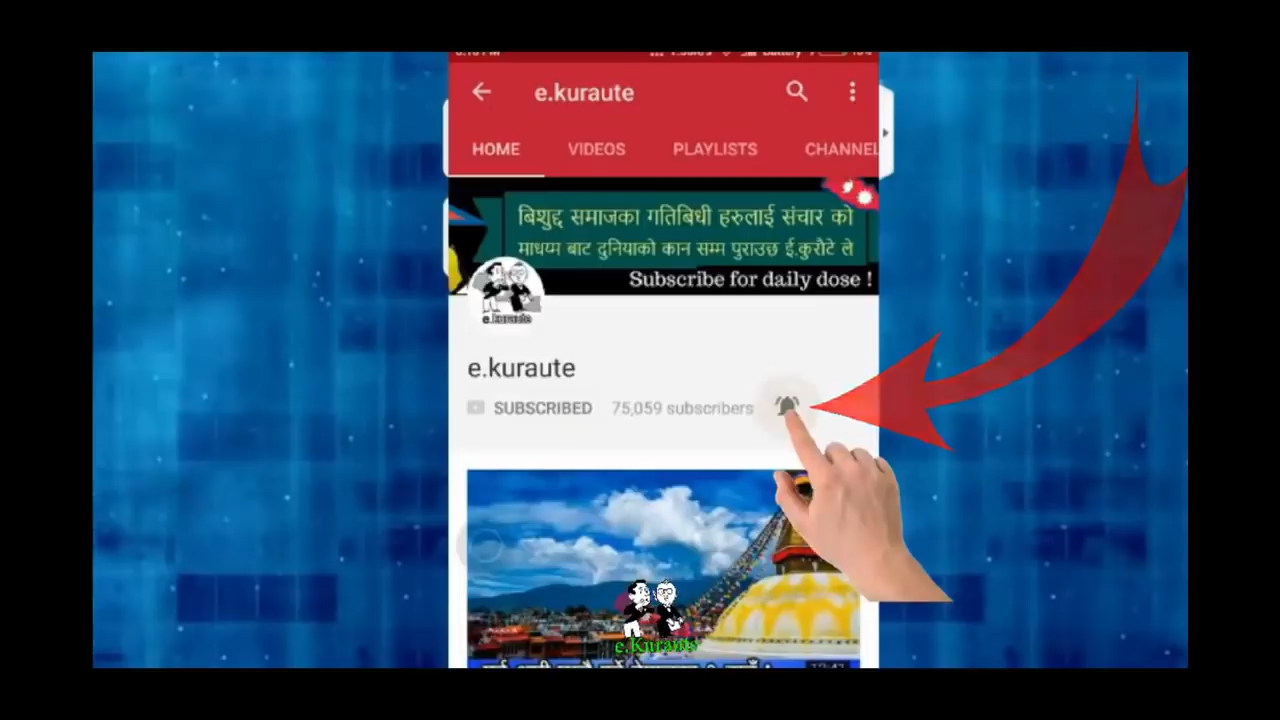 e.kuraute
HOME VIDEOS PLAYLISTS CHANNEL
बिशुद्द समाजका गतिबिधी हरुलाई संचार को
माधय्म बाट दुनियाको कान सम्म पुराउछ ई.कुरौटे ले
Subscribe for daily dose !
e.kuraute
e.kuraute
SUBSCRIBED 75,059 subscribers
e.Kuraute